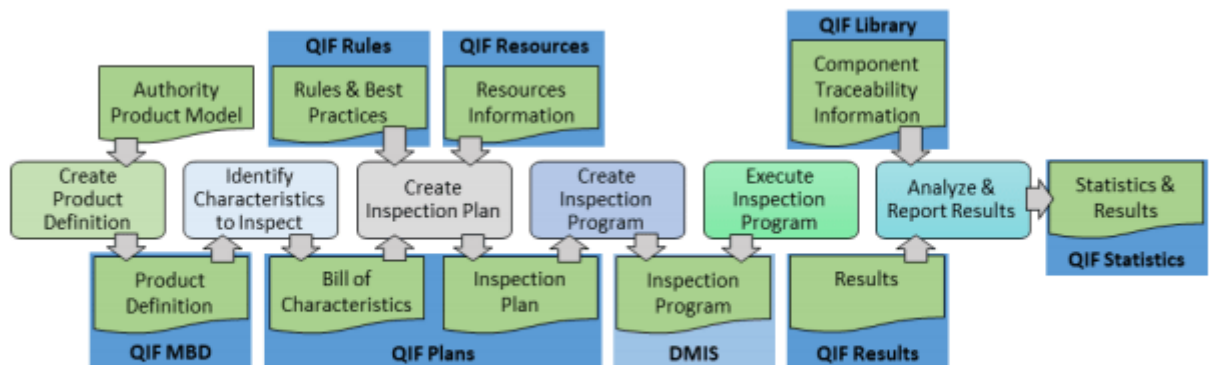 QIF Rules
QIF Resources
QIF Library
Authority
Product Model
Rules & Best
Practices
Resources
Information
Component
Traceability
Information
Create
Product
Definition
Identify
Characteristics
to Inspect
Create
Inspection Plan
Create
Inspection
Program
Execute
Inspection
Program
Analyze &
Report Results
Statistics &
Results
QIF Statistics
Product
Definition
Bill of
Characteristics
Inspection
Plan
Inspection
Program
Results
QIF MBD
QIF Plans
DMIS
QIF Results